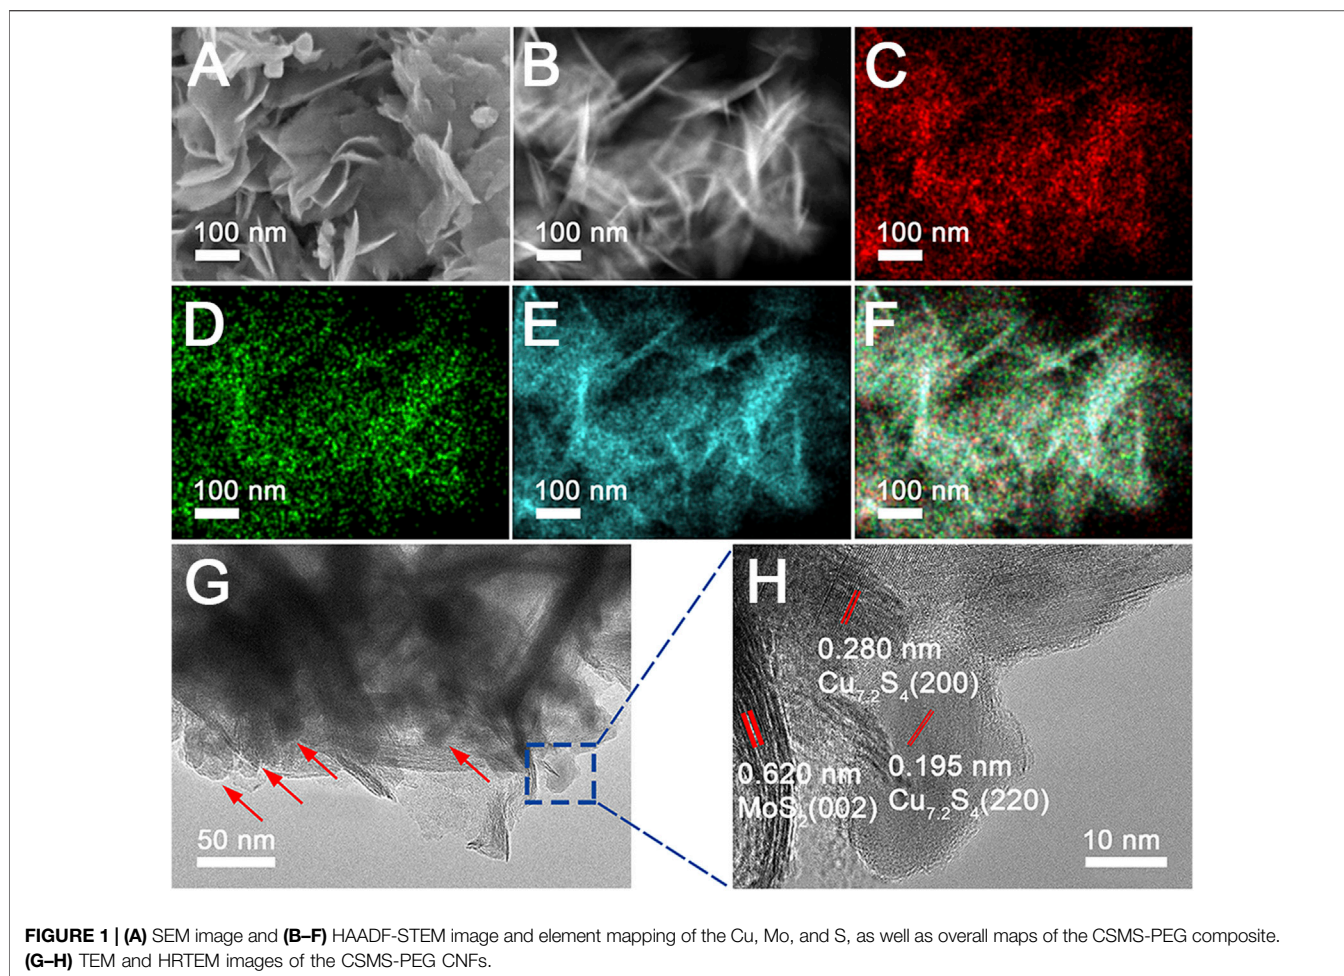 A
100 nm
B
100 nm
C
100 nm
D
100 nm
E
100 nm
F
100 nm
G
50 nm
H
0.280 nm
Cu7.2S4(200)
0.620 nm
MoS2(002)
0.195 nm
Cu7.2S4(220)
10 nm
FIGURE 1 | (A) SEM image and (B–F) HAADF-STEM image and element mapping of the Cu, Mo, and S, as well as overall maps of the CSMS-PEG composite.
(G–H) TEM and HRTEM images of the CSMS-PEG CNFs.